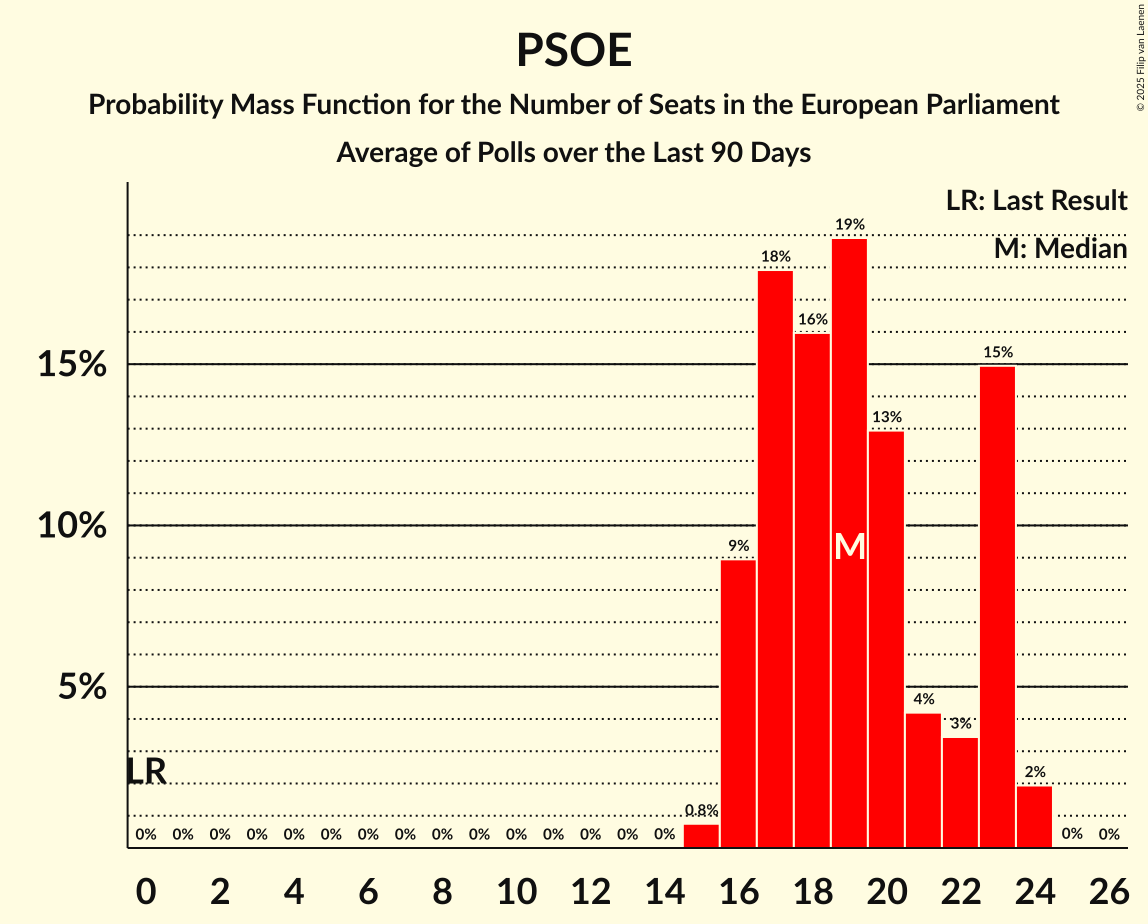 PSOE
Probability Mass Function for the Number of Seats in the European Parliament
Average of Polls over the Last 90 Days
© 2025 Filip van Laenen
LR: Last Result
M: Median
19%
18%
16%
15%
15%
13%
10%
9%
M
5%
4%
3%
LR
2%
0.8%
0% 0% 0% 0% 0% 0% 0% 0% 0% 0% 0% 0% 0% 0% 0% 0% 0%
0 2 4 6 8 10 12 14 16 18 20 22 24 26